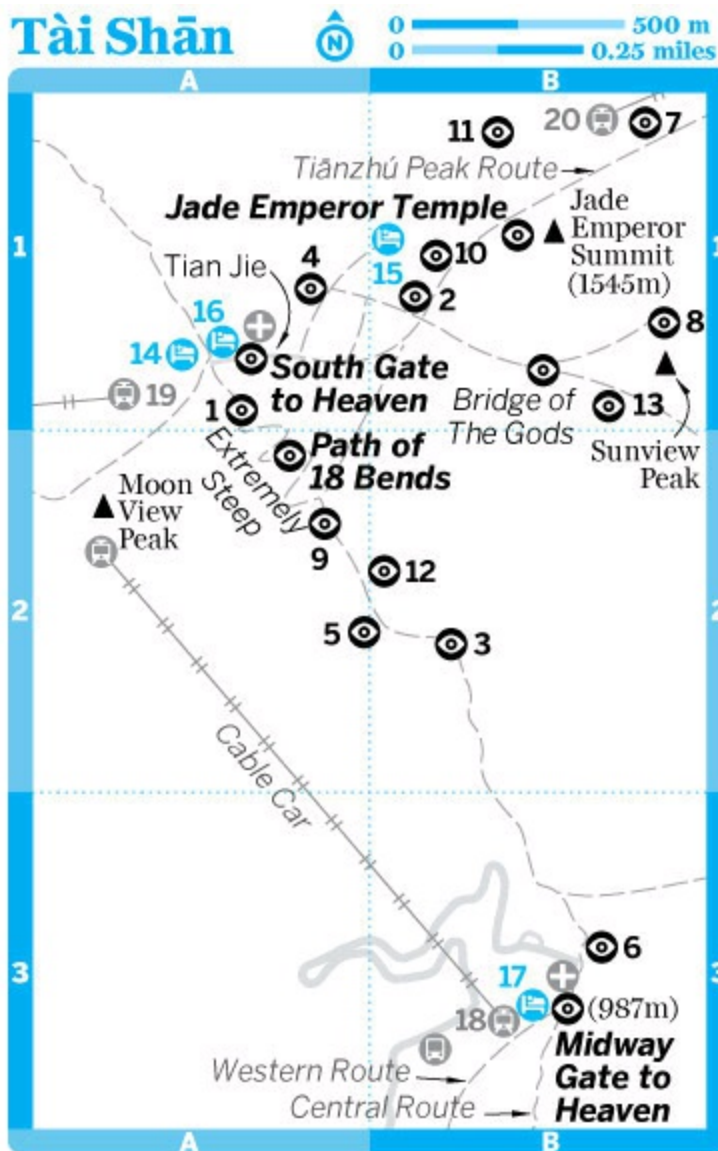 Tài Shān
N
0 500 m
0 0.25 miles
A B
11
20
7
Tiānzhú Peak Route
1
Jade Emperor Temple
Jade
Emperor
Summit
(1545m)
1
4
10
Tian Jie
15
2
16
8
14
South Gate
to Heaven
19
1
Bridge of
The Gods
13
Extremely
Steep
Path of
18 Bends
Sunview
Peak
Moon
View
Peak
9
12
2
2
5
3
Cable Car
6
3
3
17
(987m)
18
Midway
Gate to
Heaven
Western Route
Central Route
A B